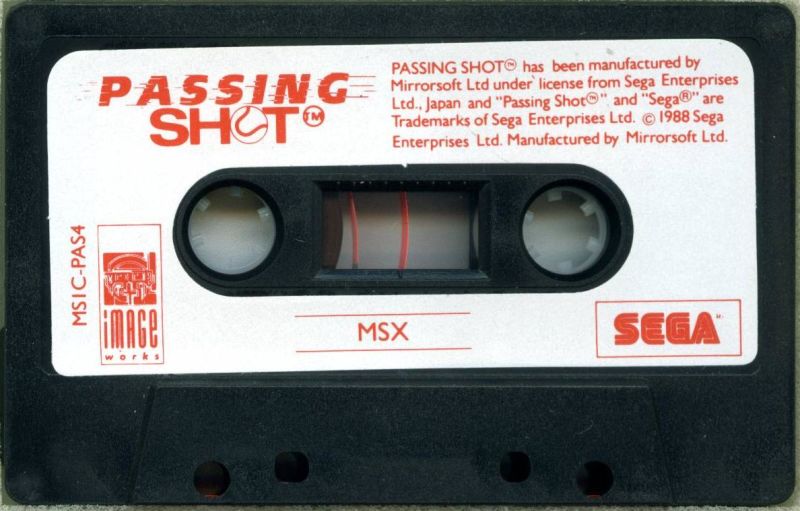 PASSING
SHOT™
PASSING SHOT™ has been manufactured by
Mirrorsoft Ltd under license from Sega Enterprises
Ltd., Japan and "Passing Shot™" and "Sega®" are
Trademarks of Sega Enterprises Ltd. © 1988 Sega
Enterprises Ltd. Manufactured by Mirrorsoft Ltd.
MS1C-PAS4
iMAGE
works
MSX
SEGA